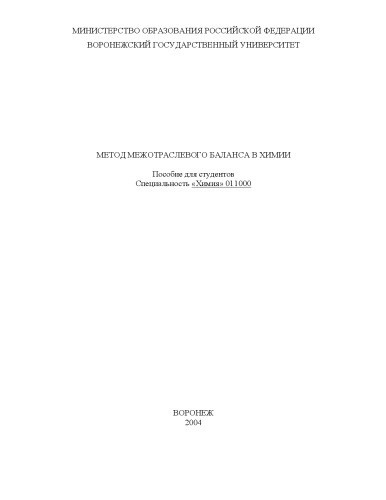 МИНИСТЕРСТВО ОБРАЗОВАНИЯ РОССИЙСКОЙ ФЕДЕРАЦИИ
ВОРОНЕЖСКИЙ ГОСУДАРСТВЕННЫЙ УНИВЕРСИТЕТ
МЕТОД МЕЖОТРАСЛЕВОГО БАЛАНСА В ХИМИИ
Пособие для студентов
Специальность «Химия» 011000
ВОРОНЕЖ
2004